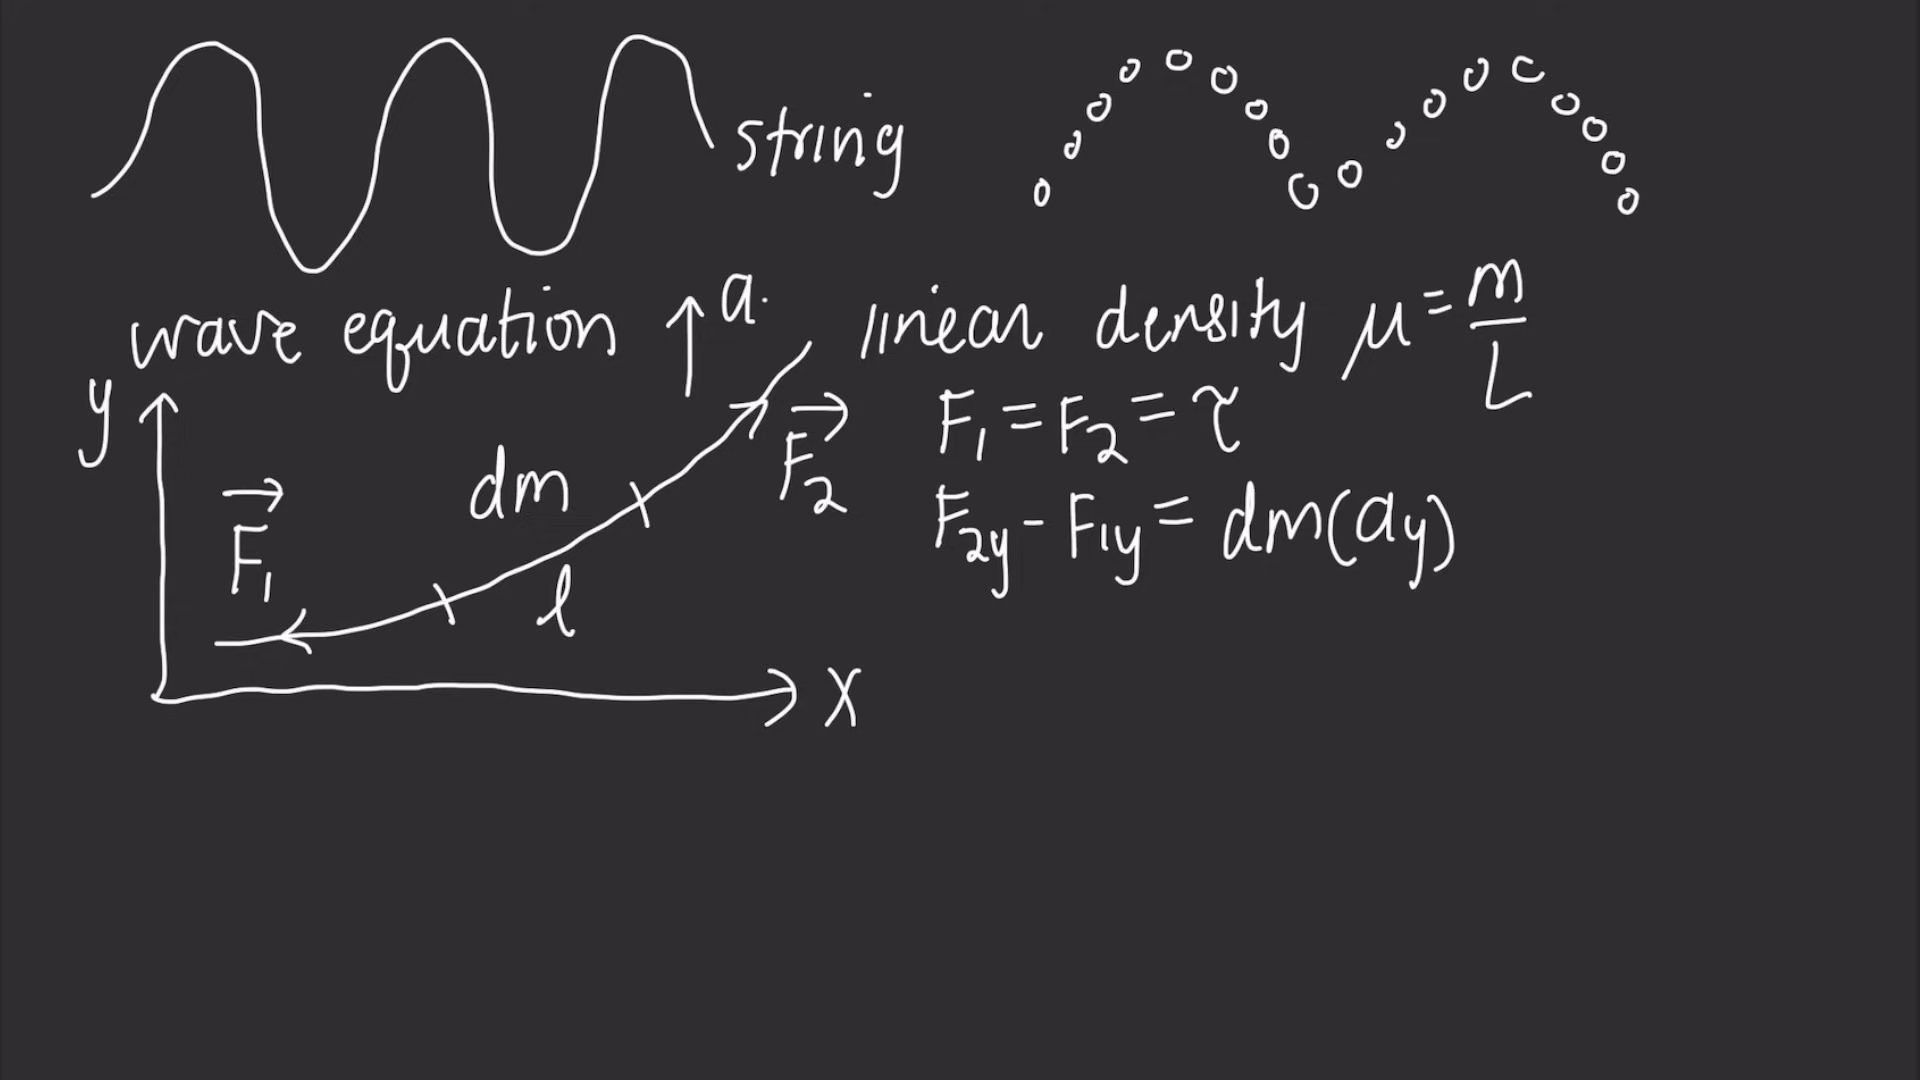 string
wave equation
a
linear density μ = m/L
y
F₁ = F₂ = τ
F₂
dm
F₁
F₂y - F₁y = dm(ay)
l
x